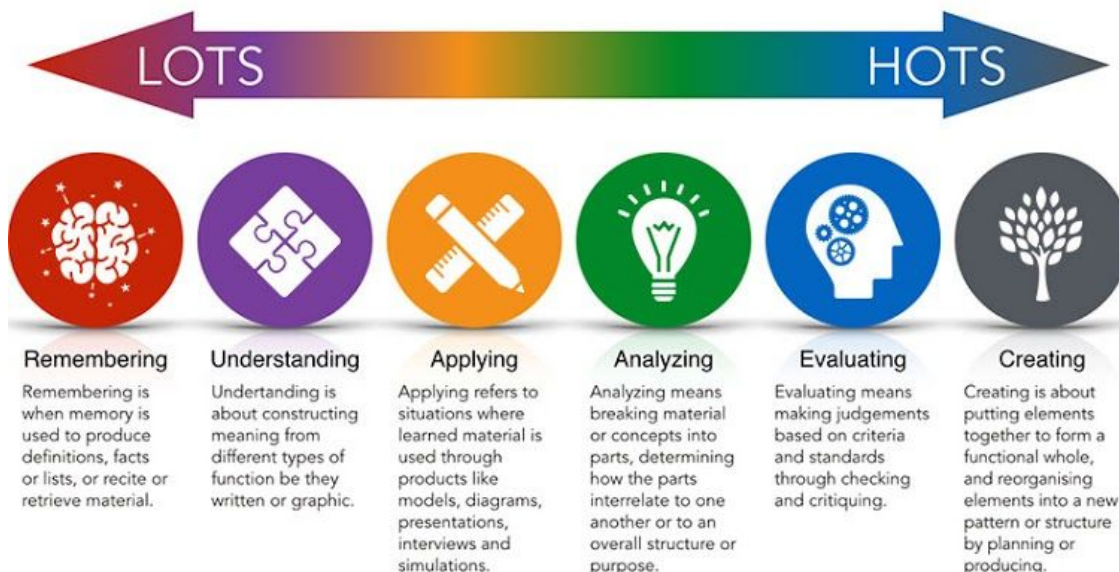 LOTS
HOTS
Remembering
Remembering is
when memory is
used to produce
definitions, facts
or lists, or recite or
retrieve material.
Understanding
Undertanding is
about constructing
meaning from
different types of
function be they
written or graphic.
Applying
Applying refers to
situations where
learned material is
used through
products like
models, diagrams,
presentations,
interviews and
simulations.
Analyzing
Analyzing means
breaking material
or concepts into
parts, determining
how the parts
interrelate to one
another or to an
overall structure or
purpose.
Evaluating
Evaluating means
making judgements
based on criteria
and standards
through checking
and critiquing.
Creating
Creating is about
putting elements
together to form a
functional whole,
and reorganising
elements into a new
pattern or structure
by planning or
producing.